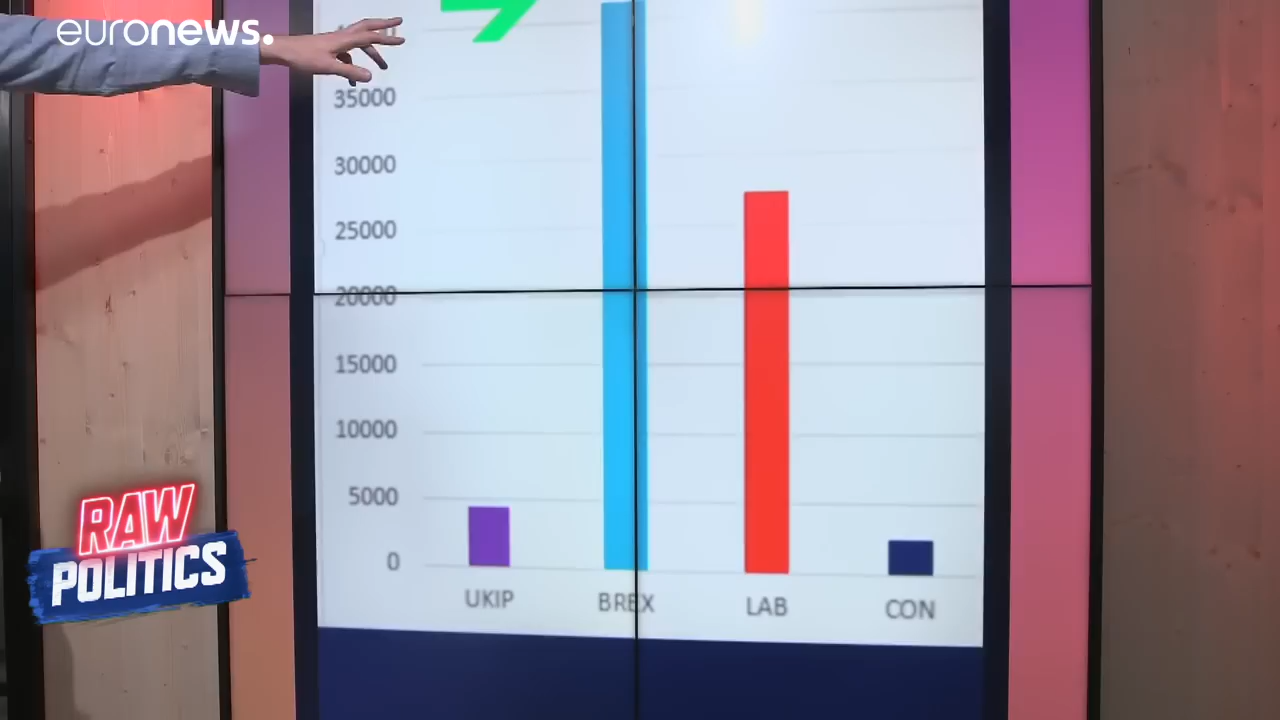 euronews.
35000
30000
25000
20000
15000
10000
5000
0
UKIP
BREX
LAB
CON
RAW
POLITICS